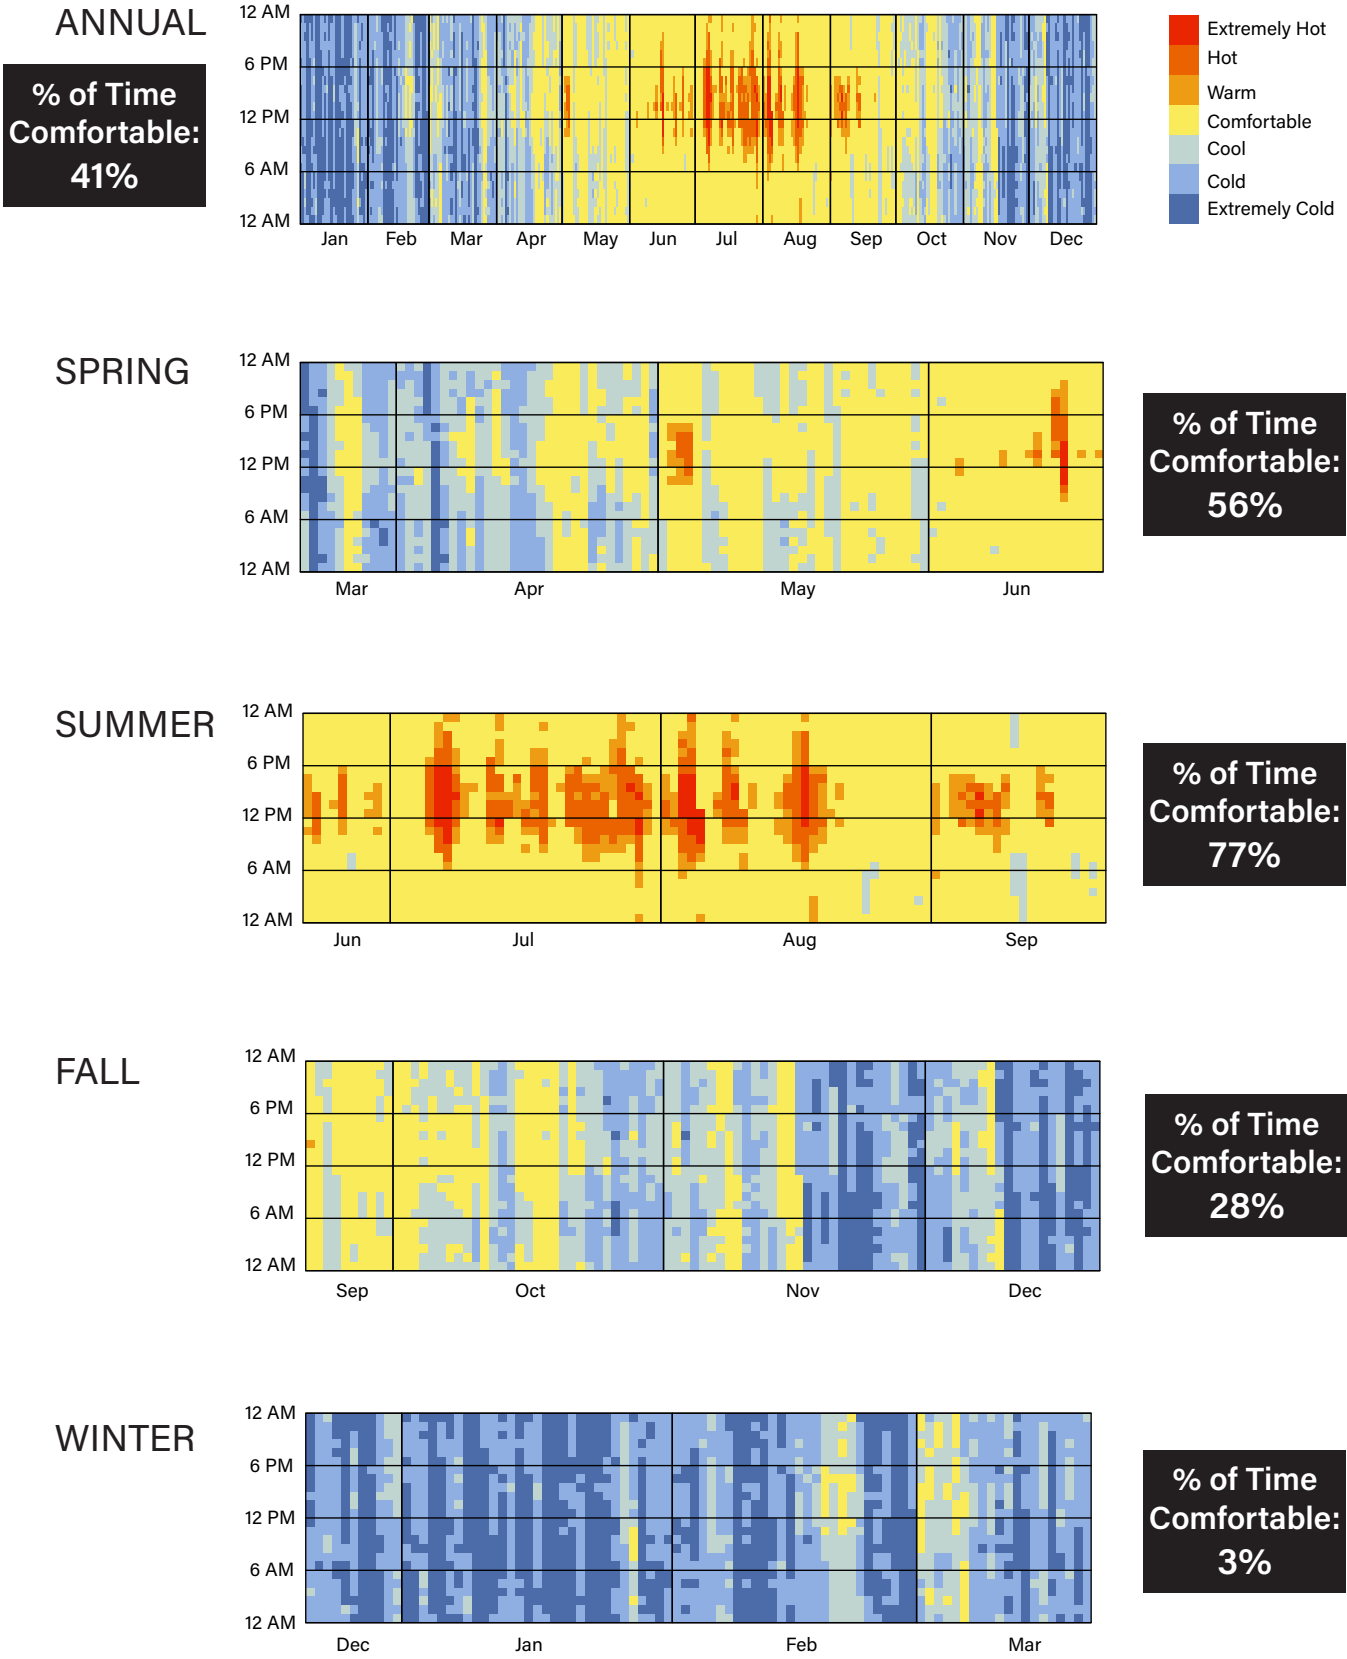 ANNUAL
% of Time
Comfortable:
41%
12 AM
6 PM
12 PM
6 AM
12 AM
Jan Feb Mar Apr May Jun Jul Aug Sep Oct Nov Dec
Extremely Hot
Hot
Warm
Comfortable
Cool
Cold
Extremely Cold
SPRING
12 AM
6 PM
12 PM
6 AM
12 AM
Mar Apr May Jun
% of Time
Comfortable:
56%
SUMMER
12 AM
6 PM
12 PM
6 AM
12 AM
Jun Jul Aug Sep
% of Time
Comfortable:
77%
FALL
12 AM
6 PM
12 PM
6 AM
12 AM
Sep Oct Nov Dec
% of Time
Comfortable:
28%
WINTER
12 AM
6 PM
12 PM
6 AM
12 AM
Dec Jan Feb Mar
% of Time
Comfortable:
3%